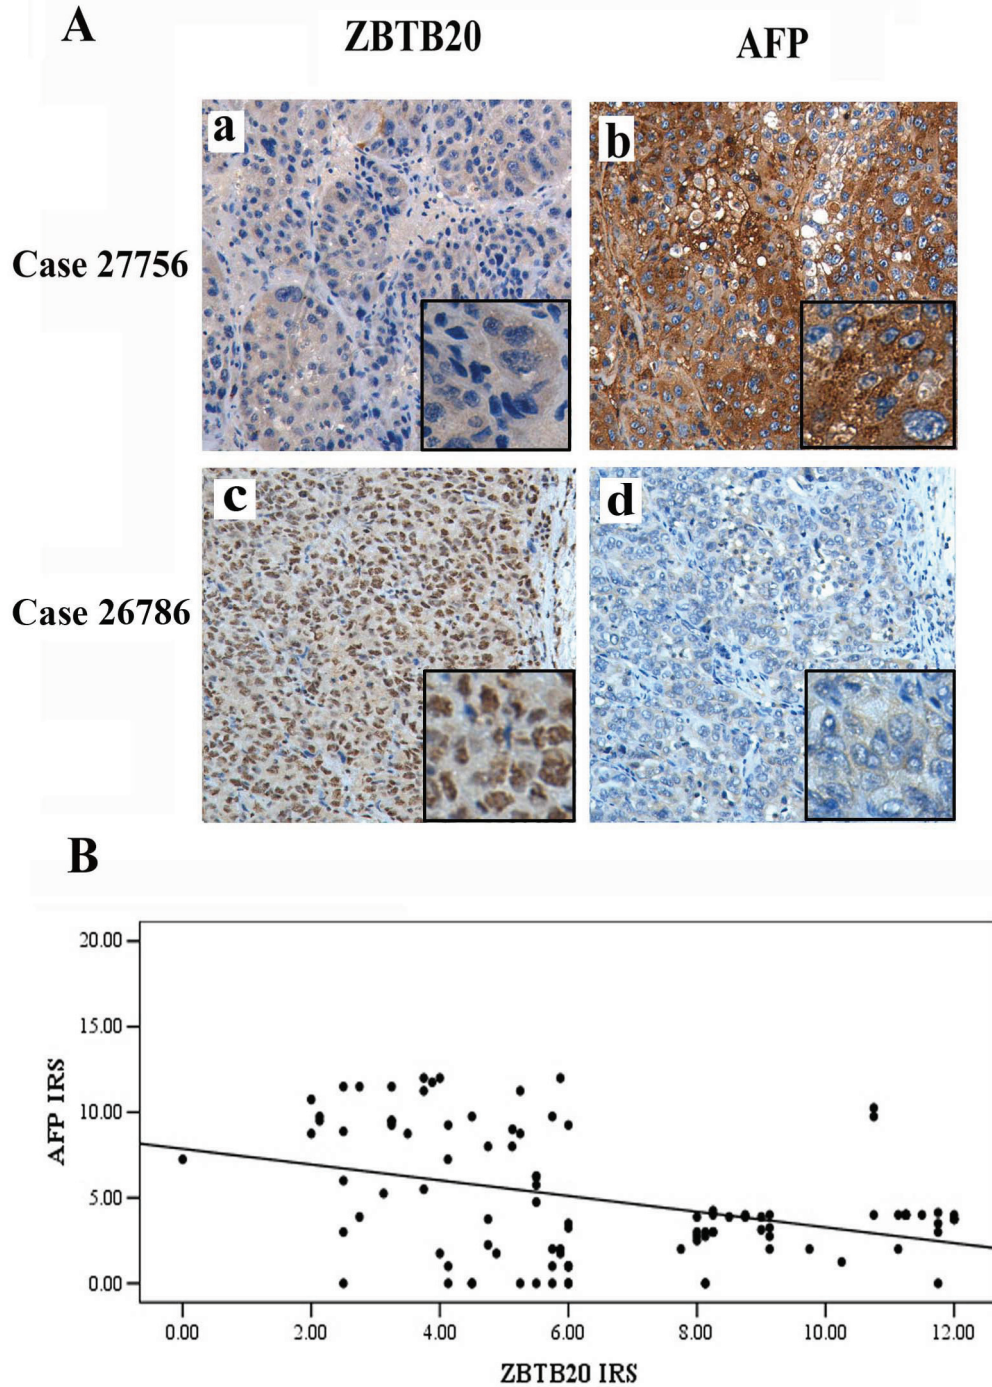 A
ZBTB20
AFP
a
b
Case 27756
c
d
Case 26786
B
20.00
15.00
10.00
5.00
0.00
AFP IRS
0.00 2.00 4.00 6.00 8.00 10.00 12.00
ZBTB20 IRS